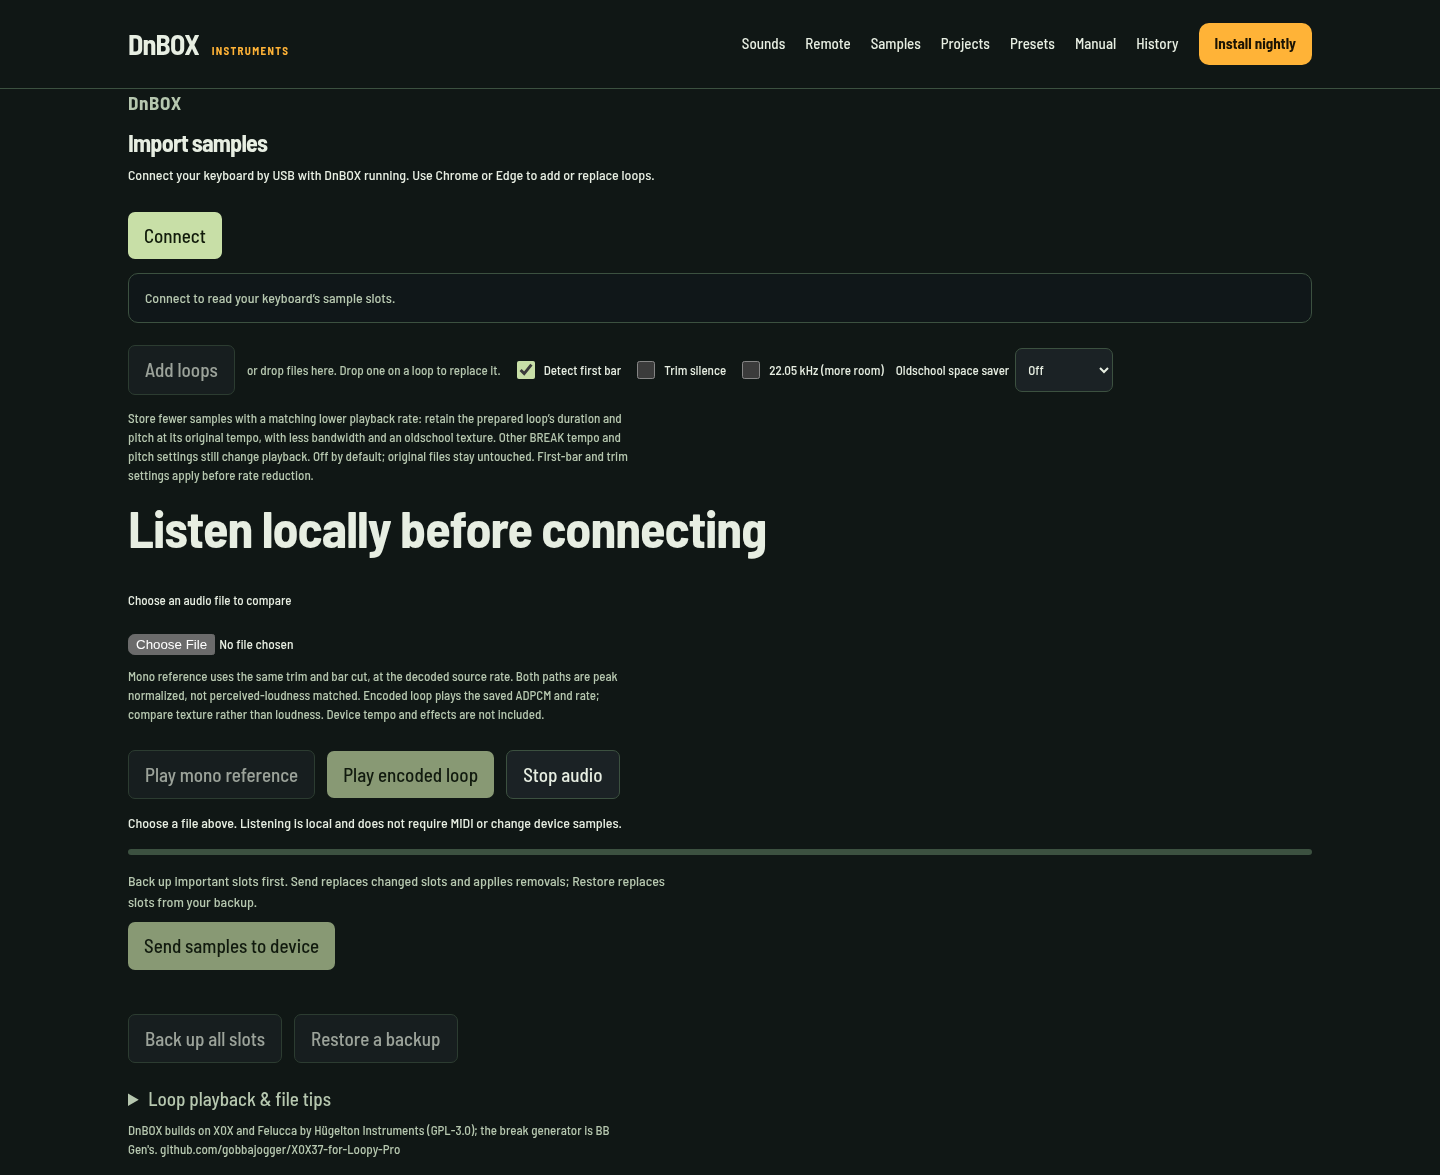 DnBOX INSTRUMENTS
Sounds Remote Samples Projects Presets Manual History Install nightly
DnBOX
Import samples
Connect your keyboard by USB with DnBOX running. Use Chrome or Edge to add or replace loops.
Connect
Connect to read your keyboard’s sample slots.
Add loops or drop files here. Drop one on a loop to replace it. Detect first bar Trim silence 22.05 kHz (more room) Oldschool space saver Off
Store fewer samples with a matching lower playback rate: retain the prepared loop’s duration and
pitch at its original tempo, with less bandwidth and an oldschool texture. Other BREAK tempo and
pitch settings still change playback. Off by default; original files stay untouched. First-bar and trim
settings apply before rate reduction.
Listen locally before connecting
Choose an audio file to compare
Choose File No file chosen
Mono reference uses the same trim and bar cut, at the decoded source rate. Both paths are peak
normalized, not perceived-loudness matched. Encoded loop plays the saved ADPCM and rate;
compare texture rather than loudness. Device tempo and effects are not included.
Play mono reference Play encoded loop Stop audio
Choose a file above. Listening is local and does not require MIDI or change device samples.
Back up important slots first. Send replaces changed slots and applies removals; Restore replaces
slots from your backup.
Send samples to device
Back up all slots Restore a backup
Loop playback & file tips
DnBOX builds on XOX and Felucca by Hügelton Instruments (GPL-3.0); the break generator is BB
Gen's. github.com/gobbajogger/XOX37-for-Loopy-Pro